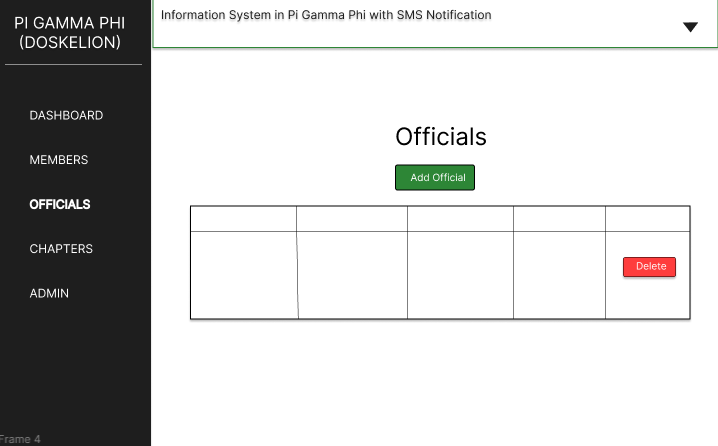 PI GAMMA PHI
(DOSKELION)
Information System in Pi Gamma Phi with SMS Notification
DASHBOARD
MEMBERS
OFFICIALS
CHAPTERS
ADMIN
Officials
Add Official
Delete
Frame 4